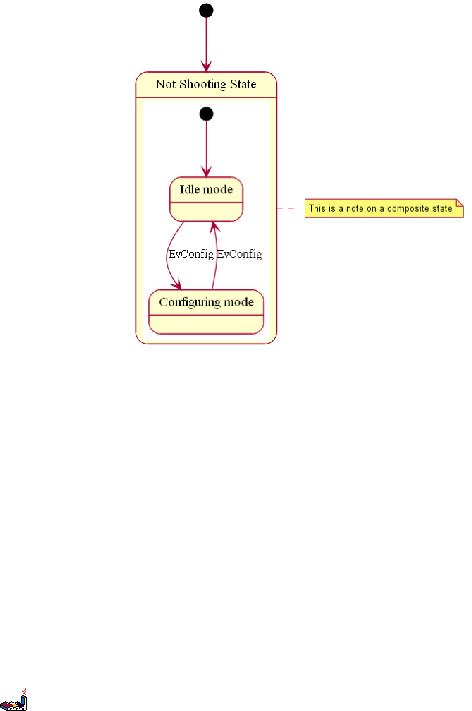 Not Shooting State
Idle mode
This is a note on a composite state
EvConfig EvConfig
Configuring mode